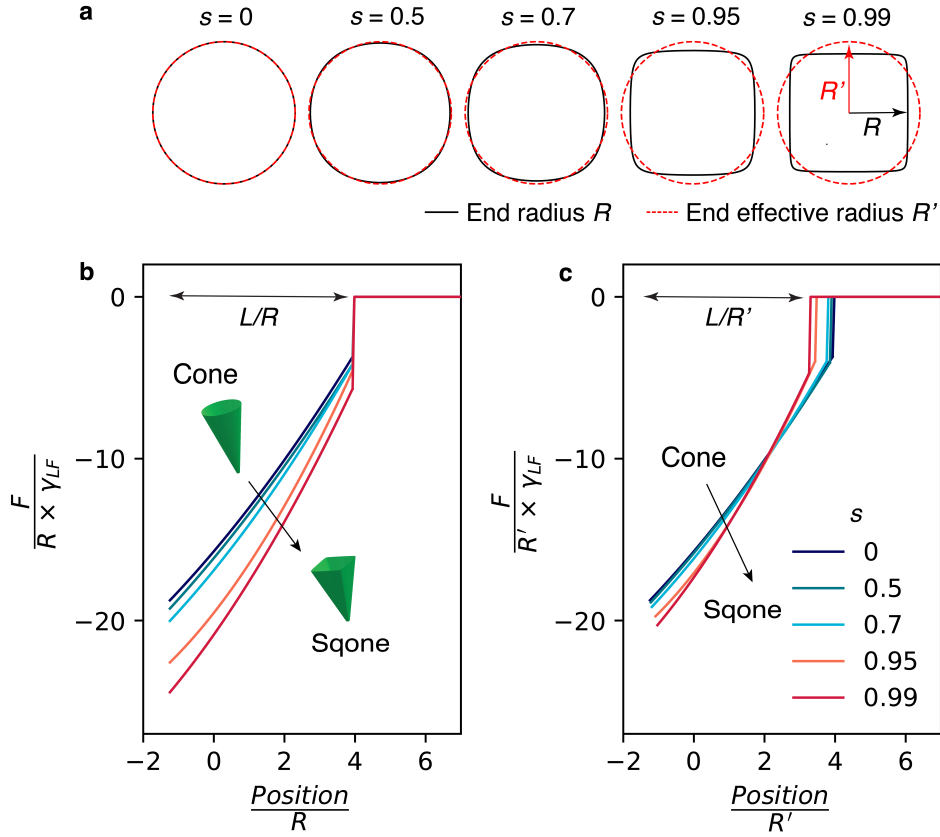 a
s = 0
s = 0.5
s = 0.7
s = 0.95
s = 0.99
R'
R
End radius R
End effective radius R'
b
0
−10
−20
F
R × γLF
L/R
Cone
Sqone
−2
0
2
4
6
Position
R
c
0
−10
−20
F
R' × γLF
L/R'
Cone
Sqone
s
0
0.5
0.7
0.95
0.99
−2
0
2
4
6
Position
R'